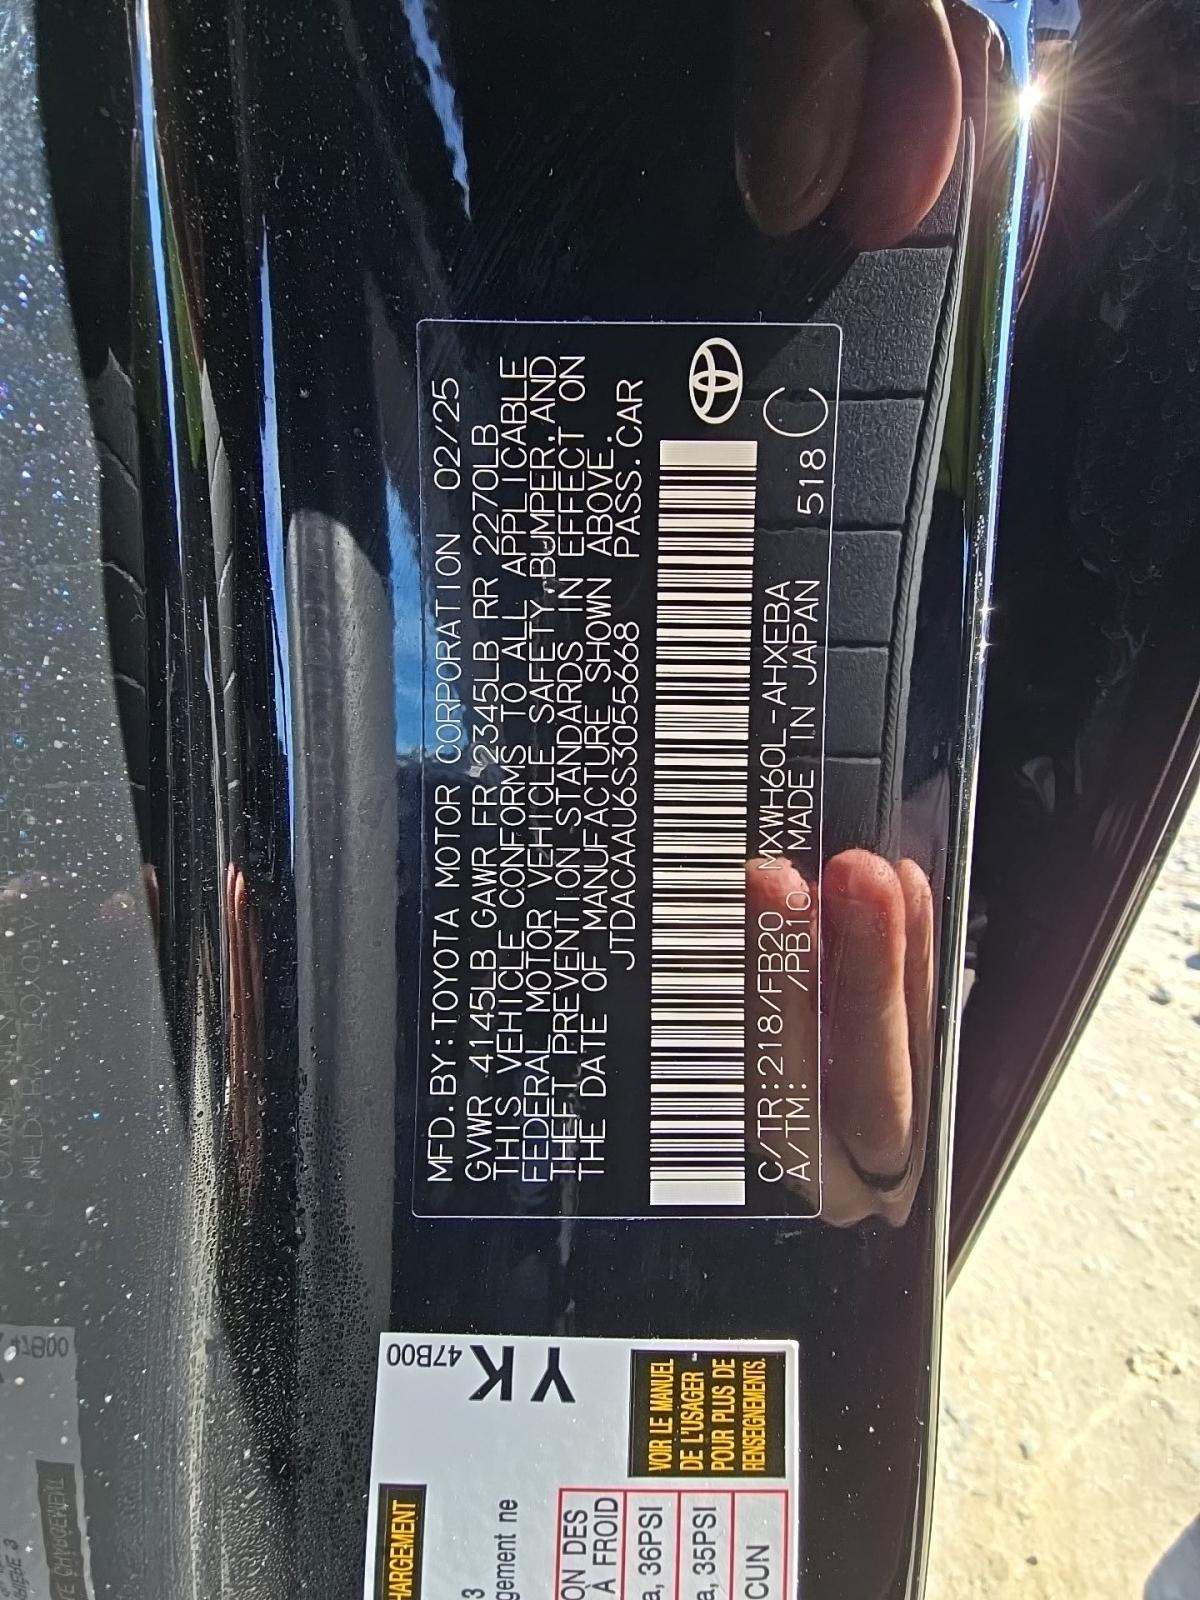 MFD.BY:TOYOTA MOTOR CORPORATION 02/25
GVWR 4145LB GAWR FR 2345LB RR 2270LB
THIS VEHICLE CONFORMS TO ALL APPLICABLE
FEDERAL MOTOR VEHICLE SAFETY,BUMPER,AND
THEFT PREVENTION STANDARDS IN EFFECT ON
THE DATE OF MANUFACTURE SHOWN ABOVE.
JTDACAAU6S3055668 PASS.CAR
C/TR:218/FB20 MXWH60L-AHXEBA
A/TM: /PB10 MADE IN JAPAN 518 C
47B00
YK
VOIR LE MANUEL
DE L'USAGER
POUR PLUS DE
RENSEIGNEMENTS.
HARGEMENT
3
gement ne
ON DES
À FROID
a, 36PSI
a, 35PSI
CUN